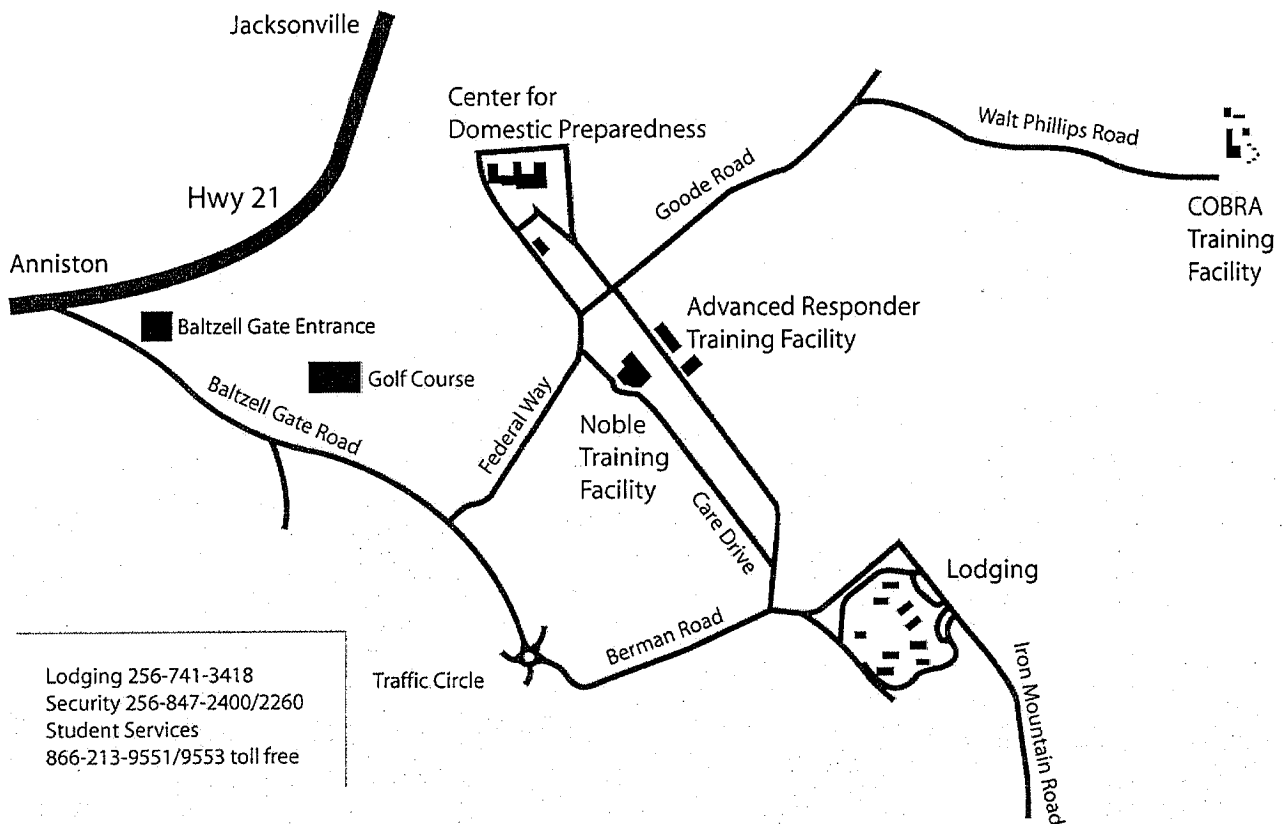 Jacksonville
Center for
Domestic Preparedness
Walt Phillips Road
Goode Road
Hwy 21
COBRA
Training
Facility
Anniston
Baltzell Gate Entrance
Advanced Responder
Training Facility
Golf Course
Baltzell Gate Road
Federal Way
Noble
Training
Facility
Care Drive
Lodging
Berman Road
Iron Mountain Road
Traffic Circle
Lodging 256-741-3418
Security 256-847-2400/2260
Student Services
866-213-9551/9553 toll free